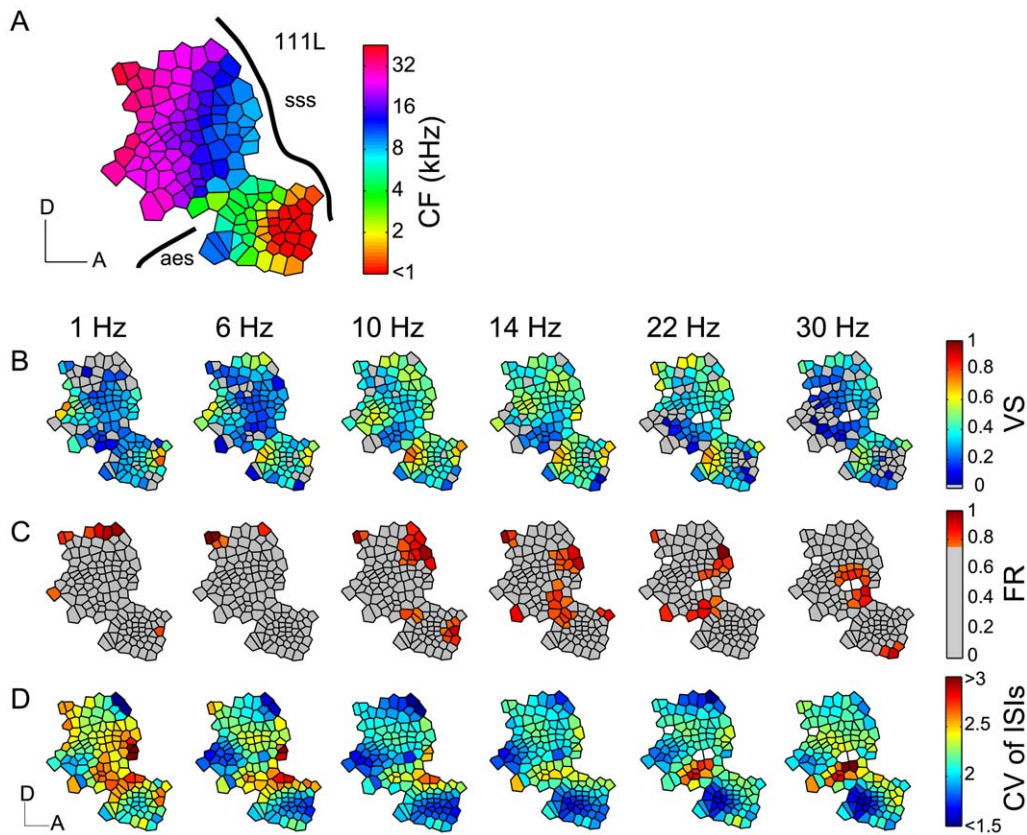 A
111L
sss
aes
D
A
32
16
8
4
2
<1
CF (kHz)
1 Hz 6 Hz 10 Hz 14 Hz 22 Hz 30 Hz
B
1
0.8
0.6
0.4
0.2
0
VS
C
1
0.8
0.6
0.4
0.2
0
FR
D
>3
2.5
2
<1.5
CV of ISIs
D
A